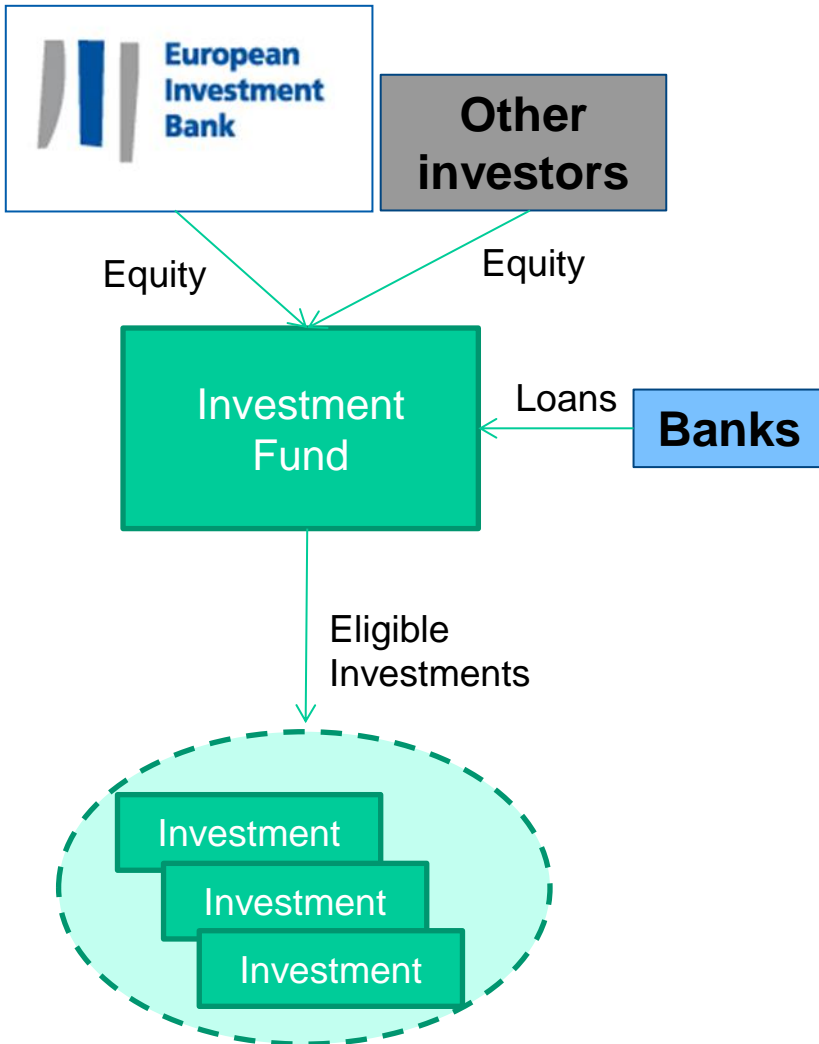 European
Investment
Bank
Other
investors
Equity
Equity
Investment
Fund
Loans
Banks
Eligible
Investments
Investment
Investment
Investment